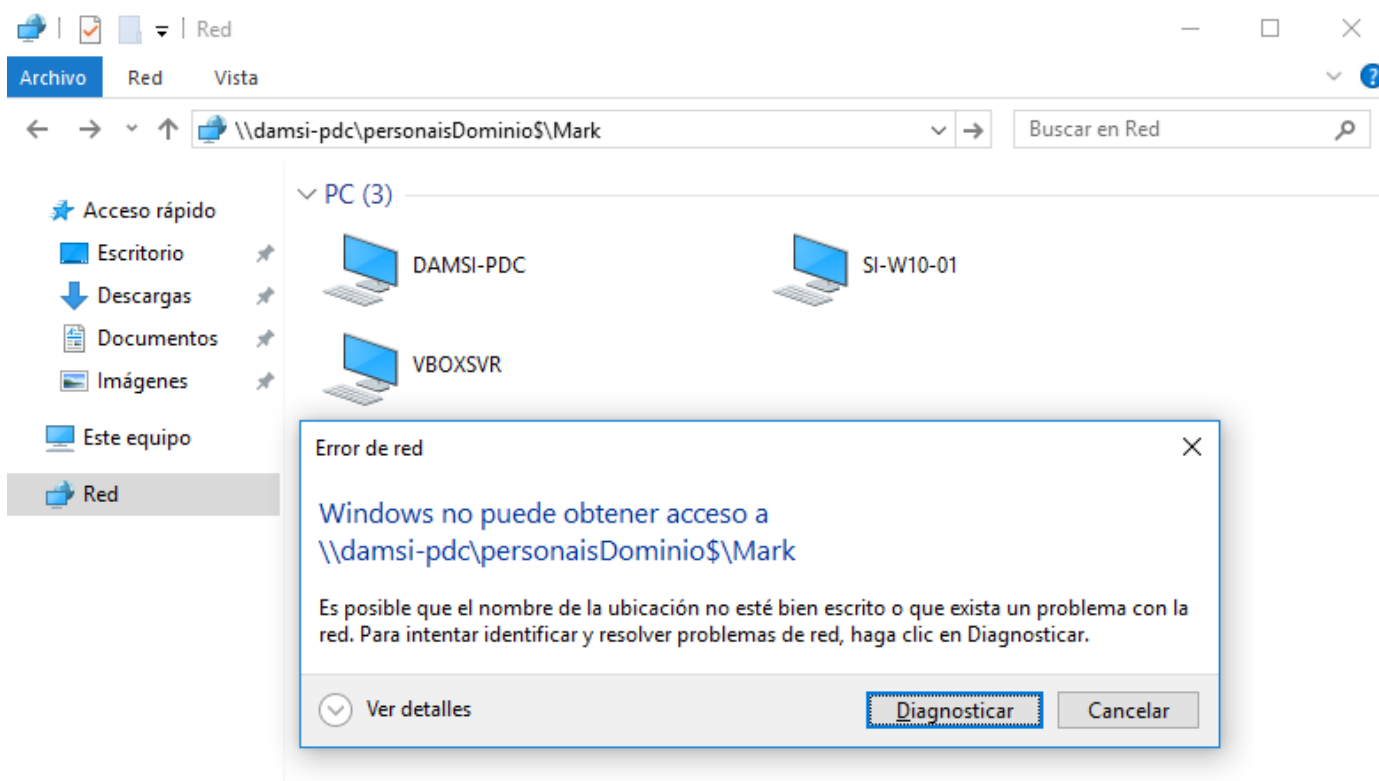 Red
Archivo Red Vista
\\damsi-pdc\personaisDominio$\Mark
Buscar en Red
PC (3)
Acceso rápido
Escritorio
Descargas
Documentos
Imágenes
Este equipo
Red
DAMSI-PDC
SI-W10-01
VBOXSVR
Error de red
Windows no puede obtener acceso a
\\damsi-pdc\personaisDominio$\Mark
Es posible que el nombre de la ubicación no esté bien escrito o que exista un problema con la
red. Para intentar identificar y resolver problemas de red, haga clic en Diagnosticar.
Ver detalles
Diagnosticar
Cancelar